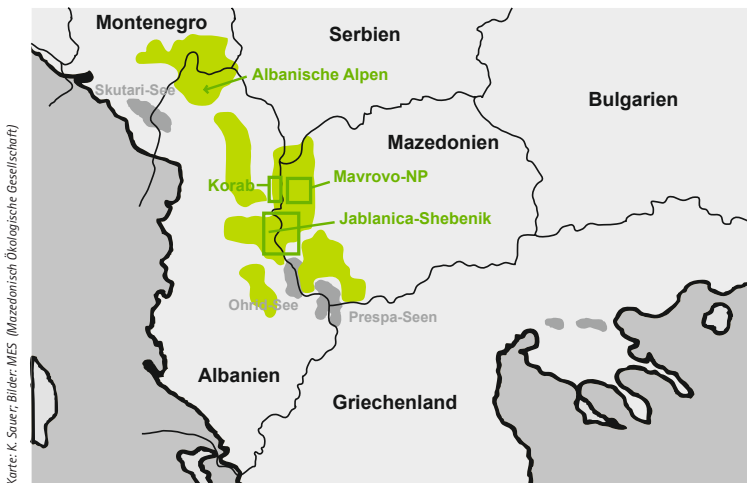 Montenegro
Serbien
Albanische Alpen
Skutari-See
Bulgarien
Mazedonien
Korab
Mavrovo-NP
Jablanica-Shebenik
Ohrid-See
Prespa-Seen
Albanien
Griechenland
Karte: K. Sauer; Bilder: MES (Mazedonisch Ökologische Gesellschaft)